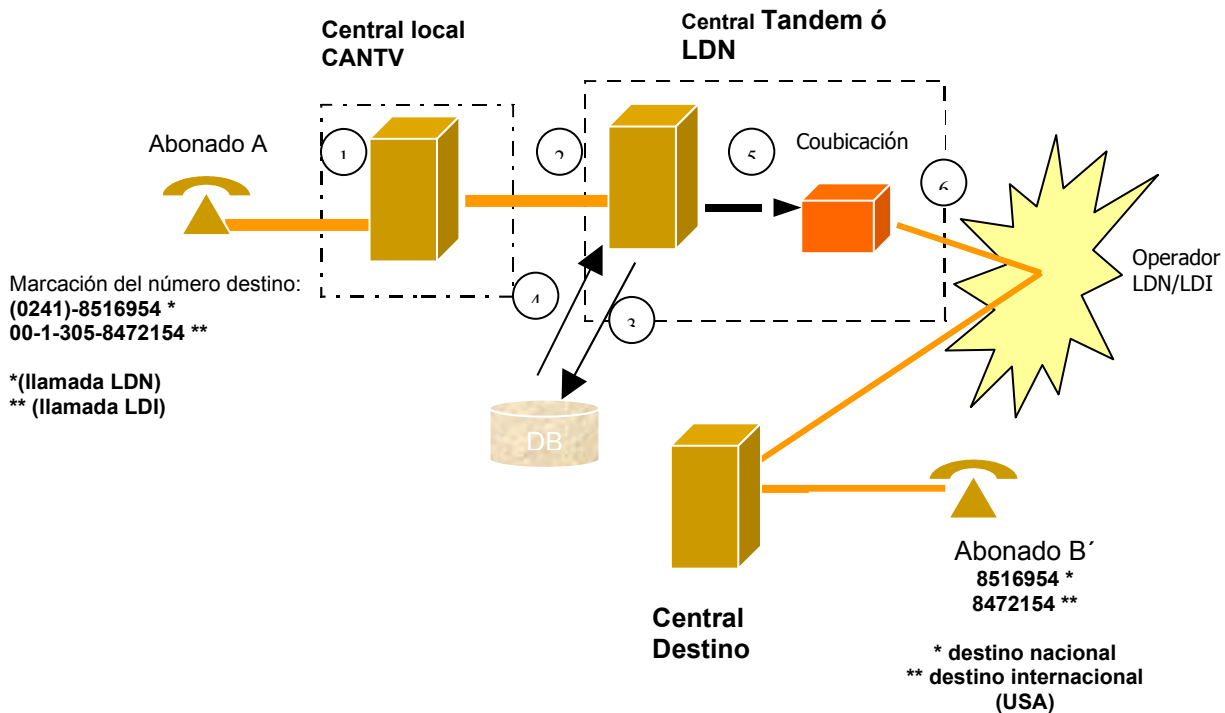 Central local
CANTV
Central Tandem ó
LDN
Abonado A
1
2
5
Coubicación
6
Marcación del número destino:
(0241)-8516954 *
00-1-305-8472154 **
*(llamada LDN)
** (llamada LDI)
4
3
Operador
LDN/LDI
DB
Abonado B´
8516954 *
8472154 **
Central
Destino
* destino nacional
** destino internacional
(USA)